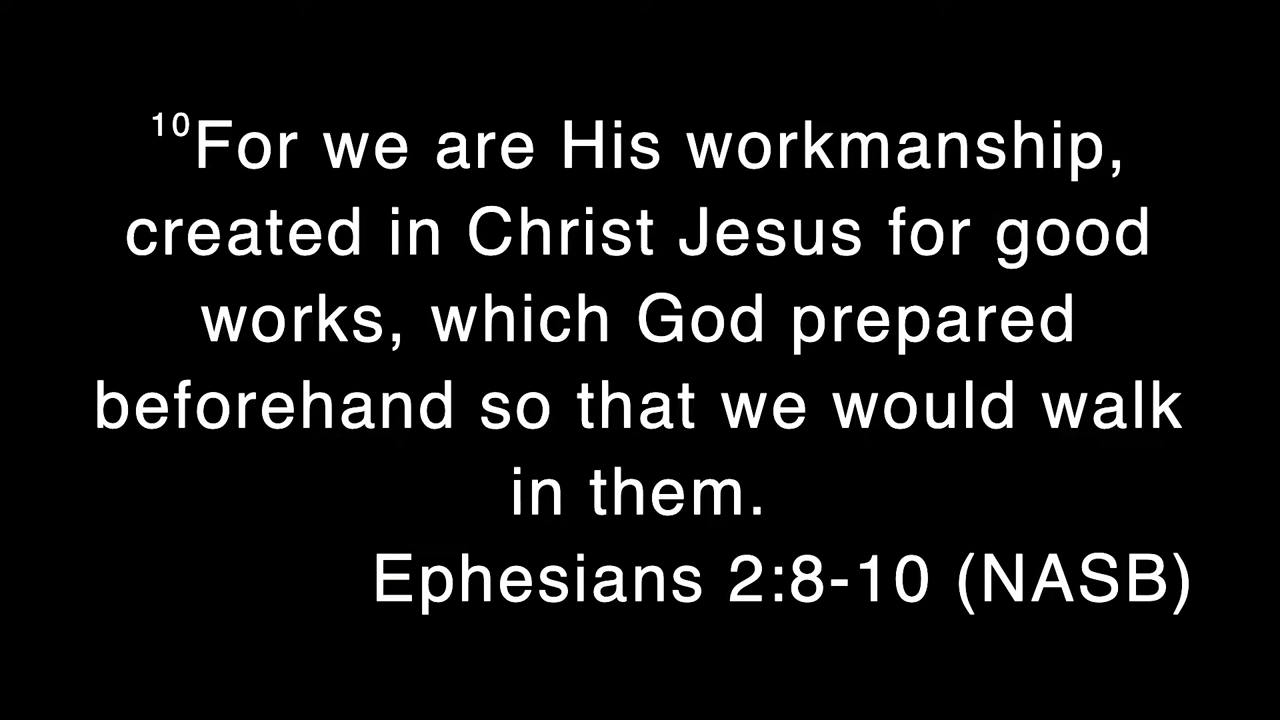 ¹⁰For we are His workmanship,
created in Christ Jesus for good
works, which God prepared
beforehand so that we would walk
in them.
Ephesians 2:8-10 (NASB)